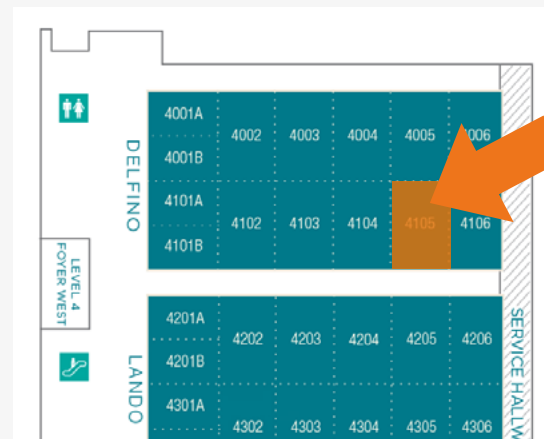 4001A
4002 4003 4004 4005 4006
4001B
DELFINO
4101A
4102 4103 4104 4105 4106
4101B
LEVEL 4
FOYER WEST
4201A
4202 4203 4204 4205 4206
4201B
LANDO
SERVICE HALLW
4301A
4302 4303 4304 4305 4306